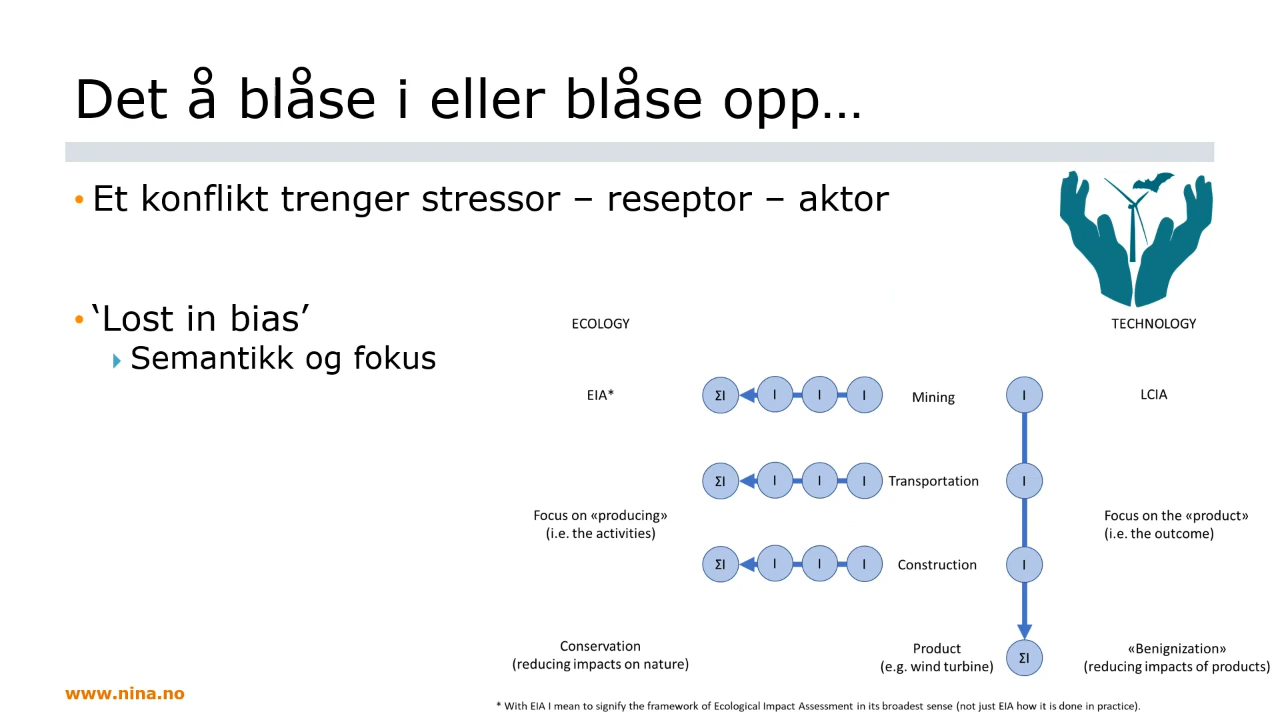 Det å blåse i eller blåse opp…
• Et konflikt trenger stressor – reseptor – aktor
• ‘Lost in bias’
Semantikk og fokus
ECOLOGY
TECHNOLOGY
EIA*
ΣI I I I
Mining
I
LCIA
ΣI I I I
Transportation
I
Focus on «producing»
(i.e. the activities)
Focus on the «product»
(i.e. the outcome)
ΣI I I I
Construction
I
Conservation
(reducing impacts on nature)
Product
(e.g. wind turbine)
ΣI
«Benignization»
(reducing impacts of products)
www.nina.no
* With EIA I mean to signify the framework of Ecological Impact Assessment in its broadest sense (not just EIA how it is done in practice).